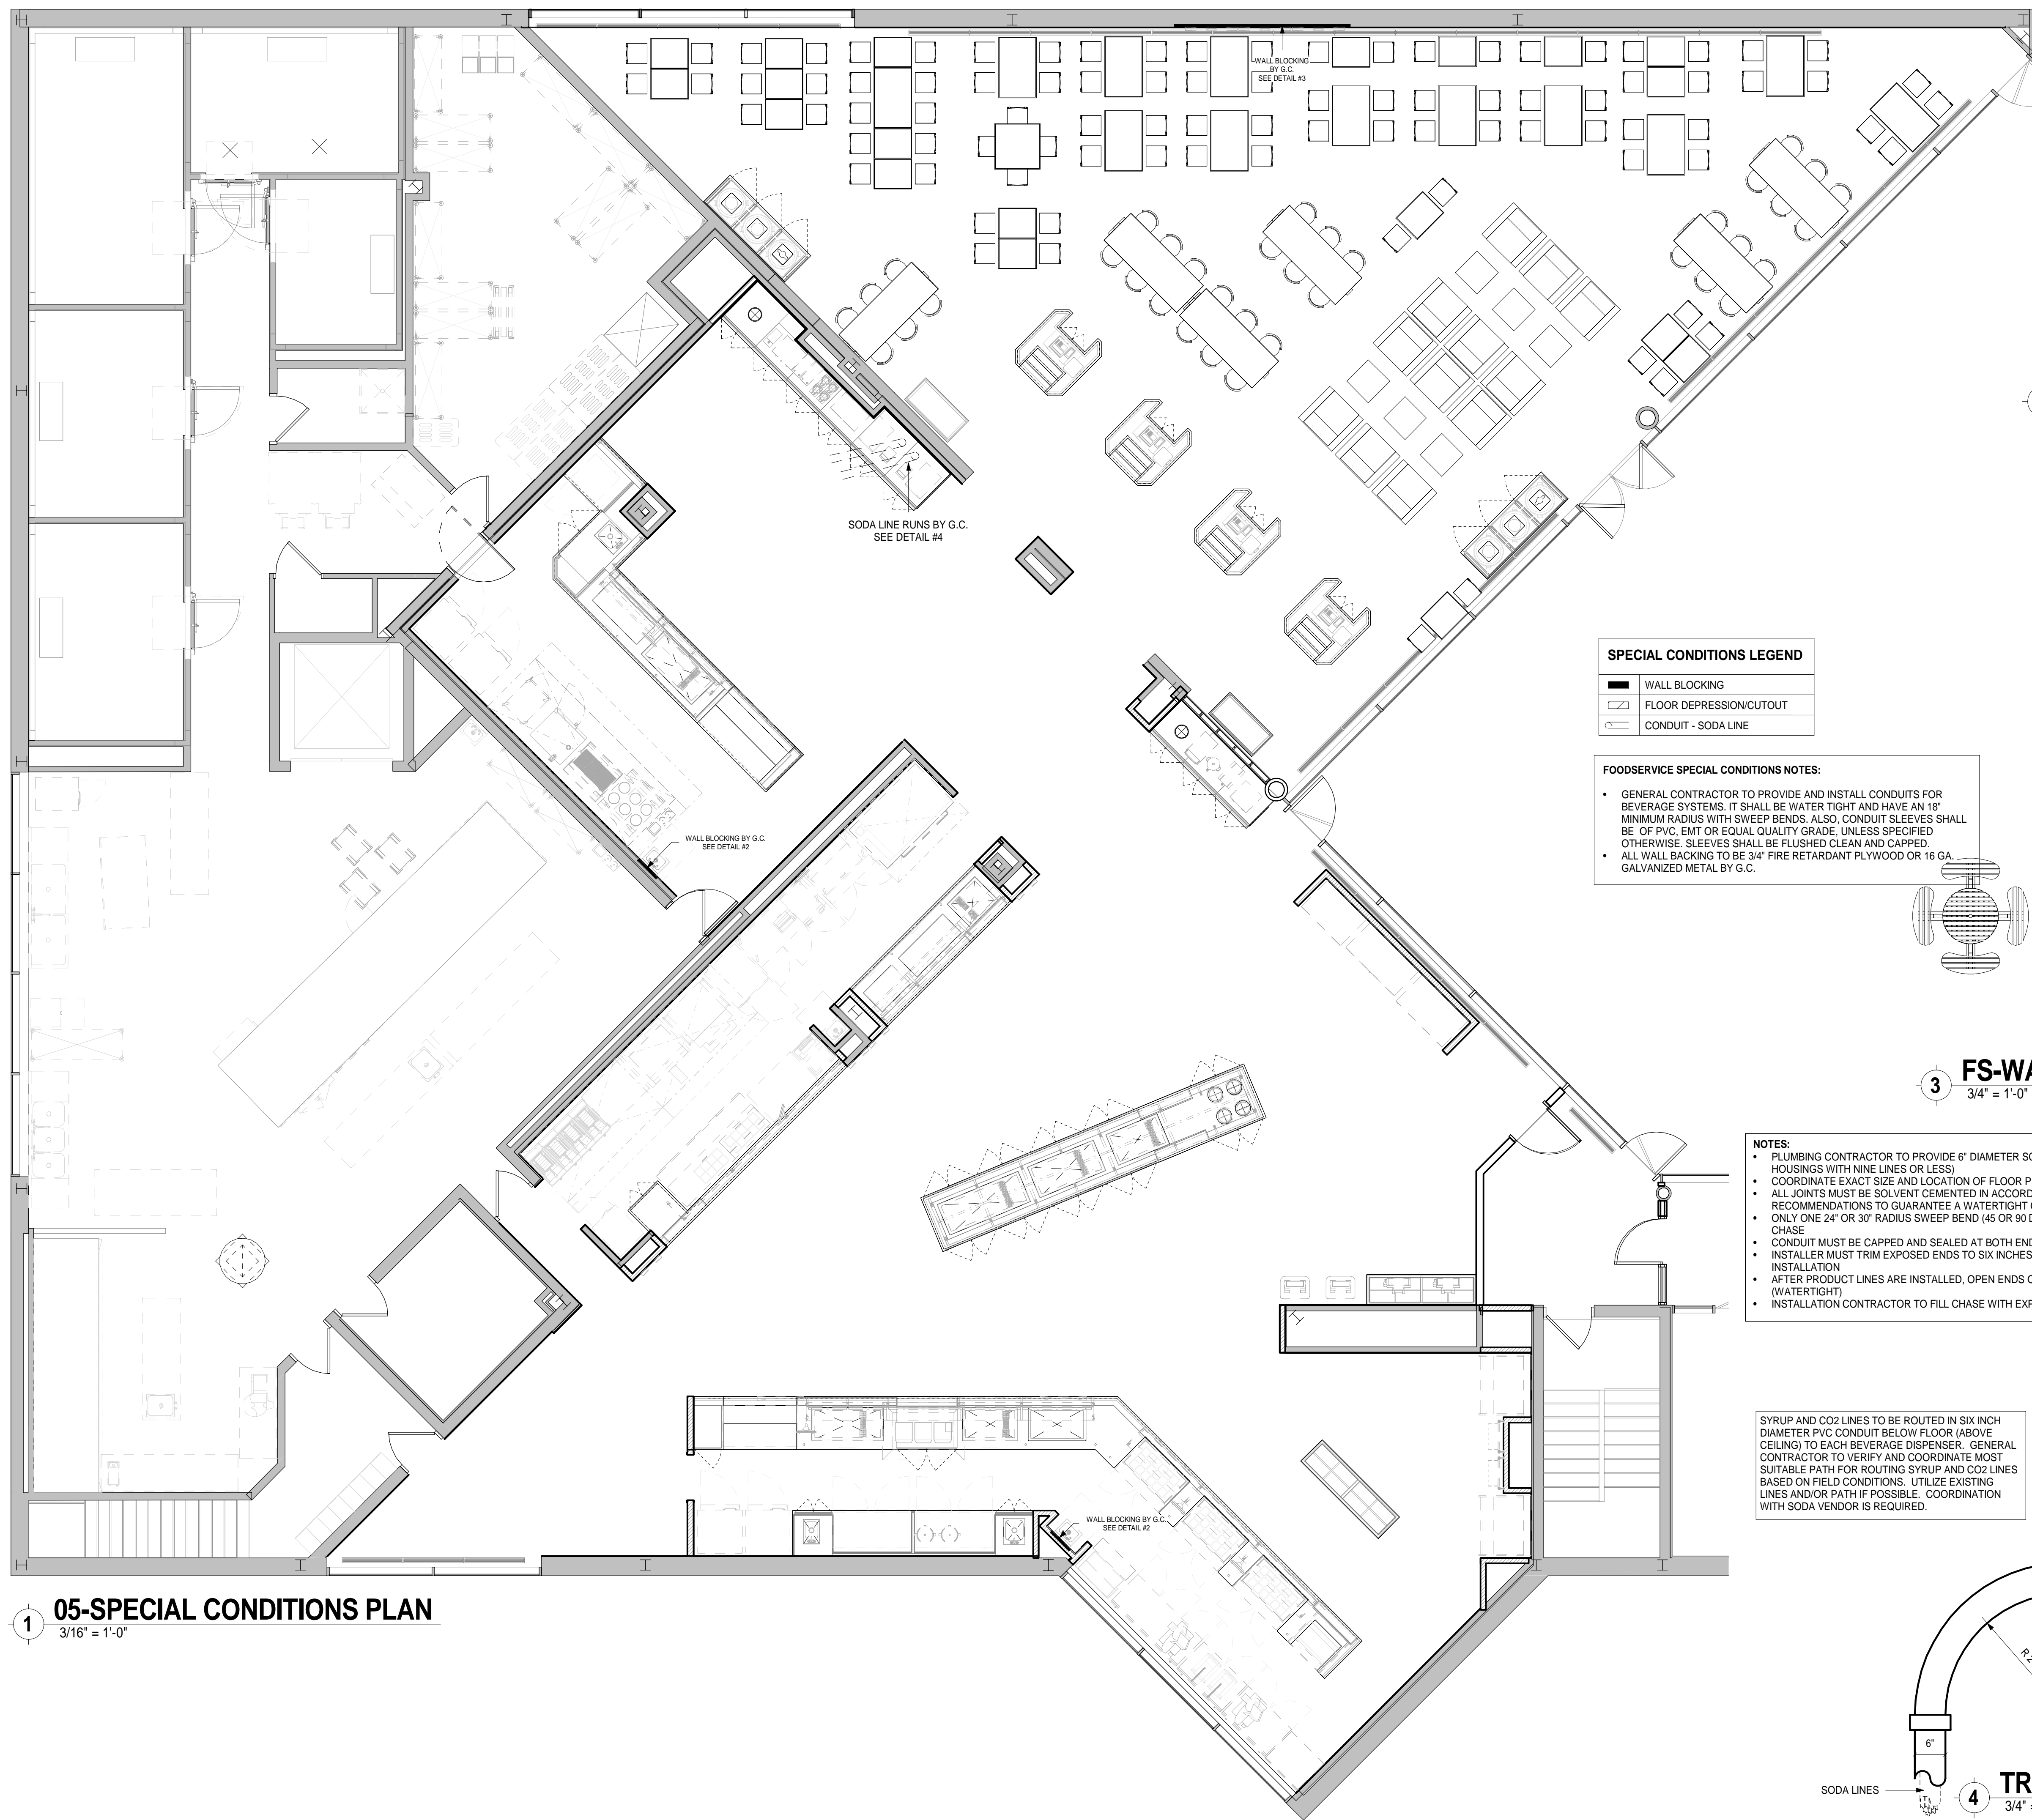 WALL BLOCKING
BY G.C.
SEE DETAIL #3
SODA LINE RUNS BY G.C.
SEE DETAIL #4
WALL BLOCKING BY G.C.
SEE DETAIL #2
WALL BLOCKING BY G.C.
SEE DETAIL #2
1
05-SPECIAL CONDITIONS PLAN
3/16" = 1'-0"
SPECIAL CONDITIONS LEGEND
WALL BLOCKING
FLOOR DEPRESSION/CUTOUT
CONDUIT - SODA LINE
FOODSERVICE SPECIAL CONDITIONS NOTES:
• GENERAL CONTRACTOR TO PROVIDE AND INSTALL CONDUITS FOR
BEVERAGE SYSTEMS. IT SHALL BE WATER TIGHT AND HAVE AN 18"
MINIMUM RADIUS WITH SWEEP BENDS. ALSO, CONDUIT SLEEVES SHALL
BE OF PVC, EMT OR EQUAL QUALITY GRADE, UNLESS SPECIFIED
OTHERWISE. SLEEVES SHALL BE FLUSHED CLEAN AND CAPPED.
• ALL WALL BACKING TO BE 3/4" FIRE RETARDANT PLYWOOD OR 16 GA.
GALVANIZED METAL BY G.C.
3
FS-WA
3/4" = 1'-0"
NOTES:
• PLUMBING CONTRACTOR TO PROVIDE 6" DIAMETER SC
HOUSINGS WITH NINE LINES OR LESS)
• COORDINATE EXACT SIZE AND LOCATION OF FLOOR P
• ALL JOINTS MUST BE SOLVENT CEMENTED IN ACCORD
RECOMMENDATIONS TO GUARANTEE A WATERTIGHT
• ONLY ONE 24" OR 30" RADIUS SWEEP BEND (45 OR 90 D
CHASE
• CONDUIT MUST BE CAPPED AND SEALED AT BOTH END
• INSTALLER MUST TRIM EXPOSED ENDS TO SIX INCHES
INSTALLATION
• AFTER PRODUCT LINES ARE INSTALLED, OPEN ENDS
(WATERTIGHT)
• INSTALLATION CONTRACTOR TO FILL CHASE WITH EXP
SYRUP AND CO2 LINES TO BE ROUTED IN SIX INCH
DIAMETER PVC CONDUIT BELOW FLOOR (ABOVE
CEILING) TO EACH BEVERAGE DISPENSER. GENERAL
CONTRACTOR TO VERIFY AND COORDINATE MOST
SUITABLE PATH FOR ROUTING SYRUP AND CO2 LINES
BASED ON FIELD CONDITIONS. UTILIZE EXISTING
LINES AND/OR PATH IF POSSIBLE. COORDINATION
WITH SODA VENDOR IS REQUIRED.
6"
SODA LINES
4
TR
3/4" =